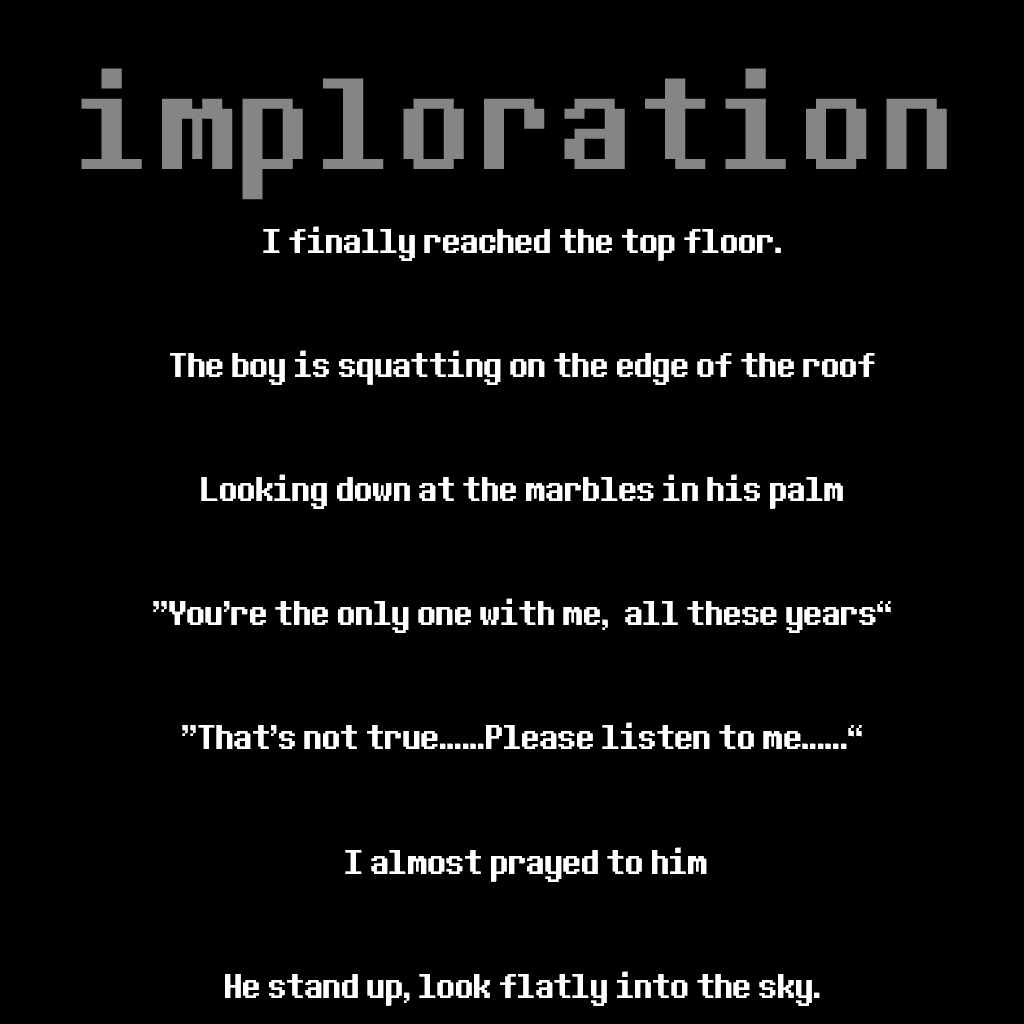 imploration
I finally reached the top floor.
The boy is squatting on the edge of the roof
Looking down at the marbles in his palm
”You’re the only one with me,  all these years“
”That’s not true……Please listen to me……“
I almost prayed to him
He stand up, look flatly into the sky.